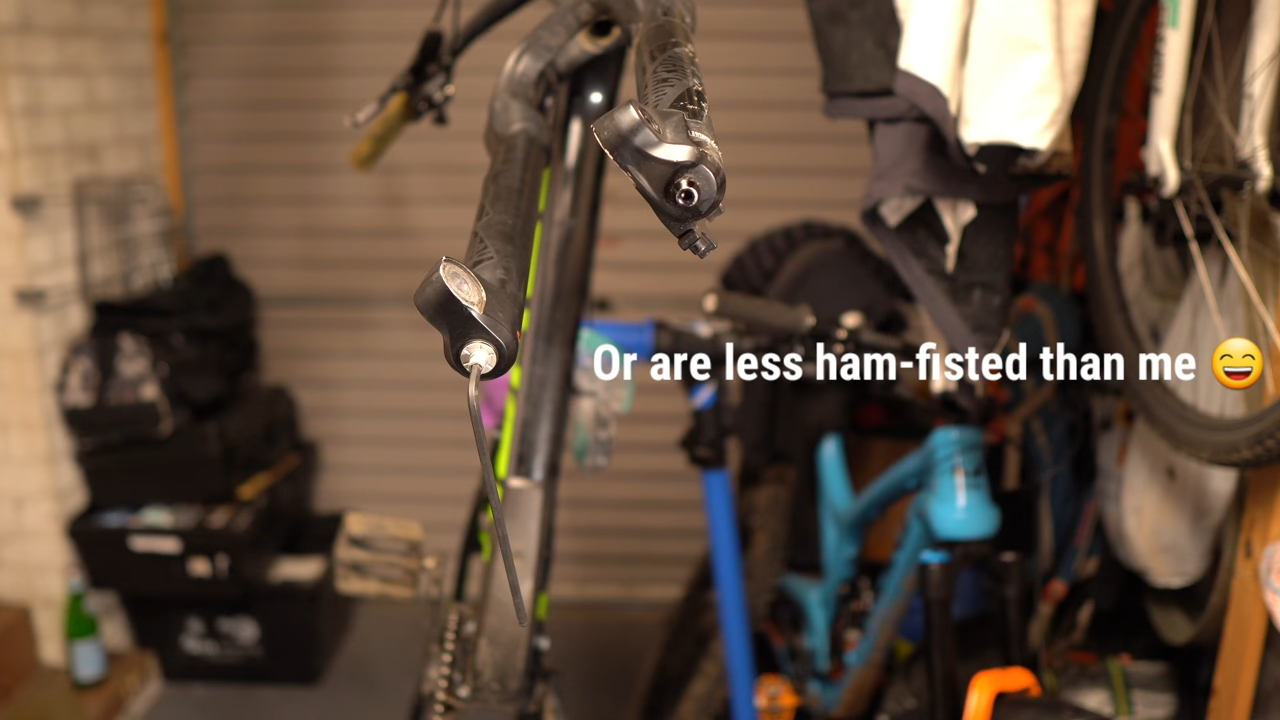 Or are less ham-fisted than me 😄